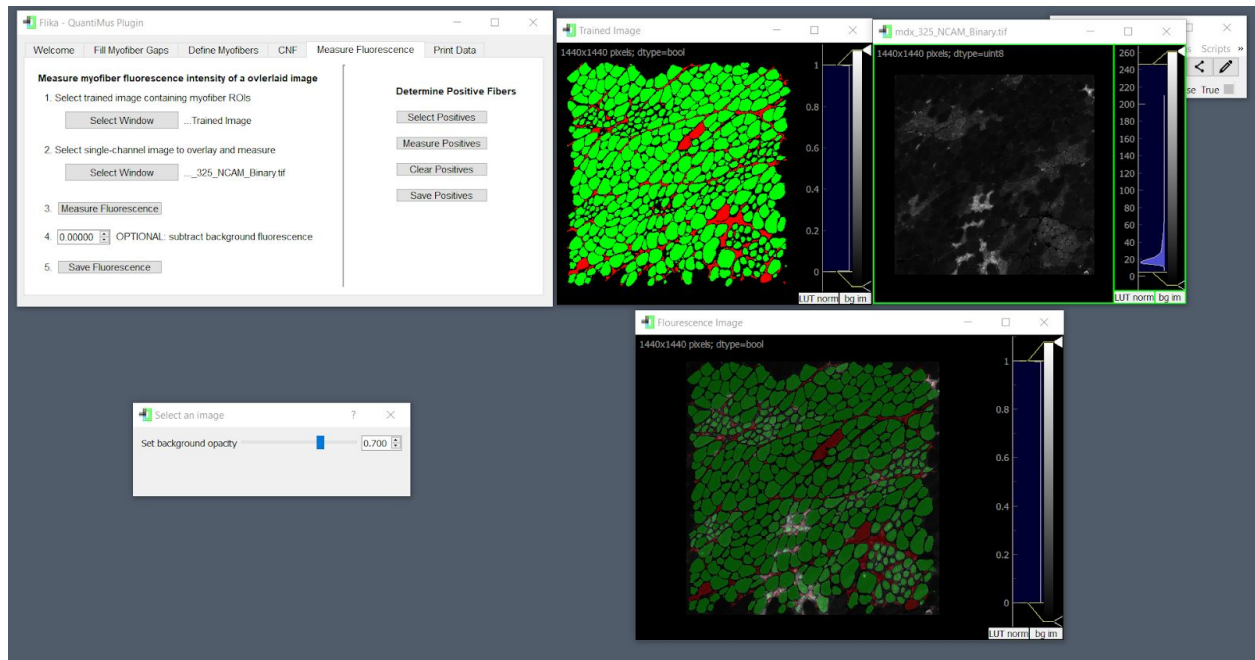 Flika - QuantiMus Plugin
Welcome Fill Myofiber Gaps Define Myofibers CNF Measure Fluorescence Print Data
Measure myofiber fluorescence intensity of a overlaid image
1. Select trained image containing myofiber ROIs
Select Window ...Trained Image
2. Select single-channel image to overlay and measure
Select Window ..._325_NCAM_Binary.tif
3. Measure Fluorescence
4. 0.00000 OPTIONAL: subtract background fluorescence
5. Save Fluorescence
Determine Positive Fibers
Select Positives
Measure Positives
Clear Positives
Save Positives
Trained Image
1440x1440 pixels; dtype=bool
1
0.8
0.6
0.4
0.2
0
LUT norm bg im
mdx_325_NCAM_Binary.tif
1440x1440 pixels; dtype=uint8
260
240
220
200
180
160
140
120
100
80
60
40
20
0
LUT norm bg im
s Scripts »
se True
Flourescence Image
1440x1440 pixels; dtype=bool
1
0.8
0.6
0.4
0.2
0
LUT norm bg im
Select an image ?
Set background opacity 0.700